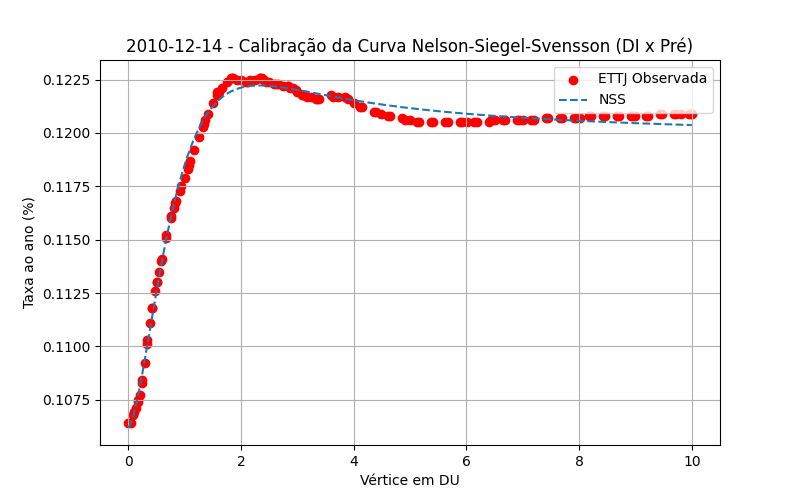 2010-12-14 - Calibração da Curva Nelson-Siegel-Svensson (DI x Pré)
ETTJ Observada
NSS
Taxa ao ano (%)
0.1225
0.1200
0.1175
0.1150
0.1125
0.1100
0.1075
0 2 4 6 8 10
Vértice em DU